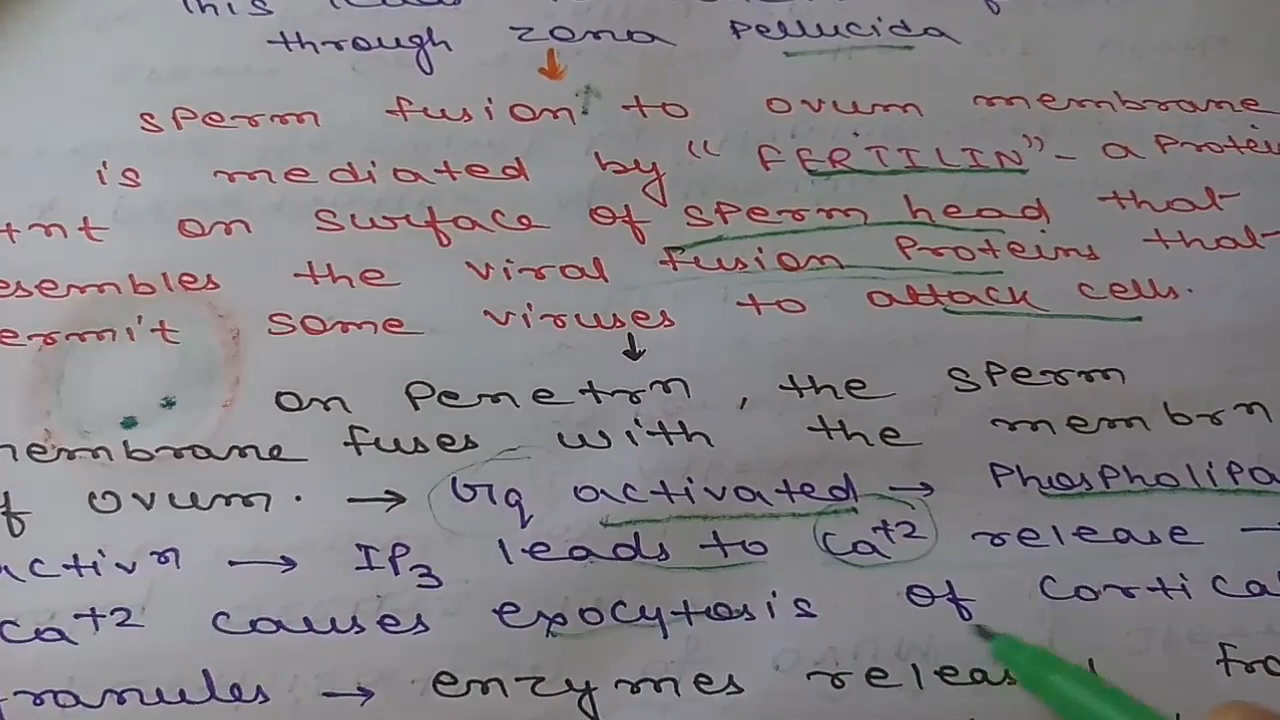 This
through zona pellucida
sperm fusion to ovum membrane
is mediated by "FERTILIN" - a protei
tnt on surface of sperm head that
esembles the viral fusion proteins that
ermit some viruses to attack cells.
on penetrn, the sperm
membrane fuses with the membrn
f ovum. → Gq activated → Phospholipa
activn → IP3 leads to Ca+2 release →
Ca+2 causes exocytosis of cortica
ranules → enzymes releas fro